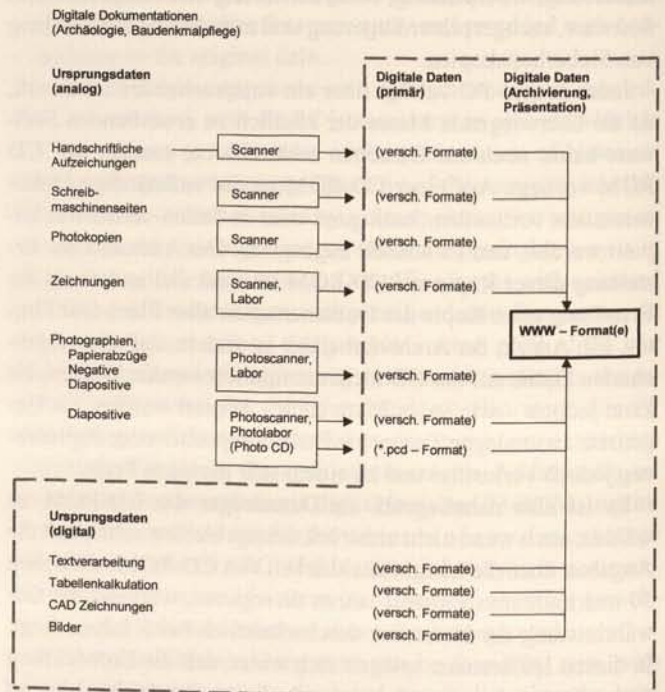 Digitale Dokumentationen
(Archäologie, Baudenkmalpflege)
Ursprungsdaten
(analog)
Digitale Daten
(primär)
Digitale Daten
(Archivierung,
Präsentation)
Handschriftliche
Aufzeichungen
Scanner
(versch. Formate)
Schreib-
maschinenseiten
Scanner
(versch. Formate)
Photokopien
Scanner
(versch. Formate)
Zeichnungen
Scanner,
Labor
(versch. Formate)
WWW – Format(e)
Photographien,
Papierabzüge
Negative
Diapositive
Photoscanner,
Labor
(versch. Formate)
Diapositive
Photoscanner,
Photolabor
(Photo CD)
(versch. Formate)
(*.pcd – Format)
Ursprungsdaten
(digital)
Textverarbeitung
(versch. Formate)
Tabellenkalkulation
(versch. Formate)
CAD Zeichnungen
(versch. Formate)
Bilder
(versch. Formate)